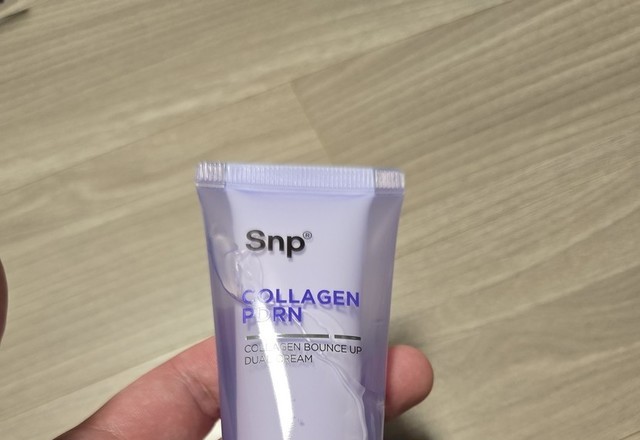 Snp®
COLLAGEN
PDRN
COLLAGEN BOUNCE UP
DUAL CREAM